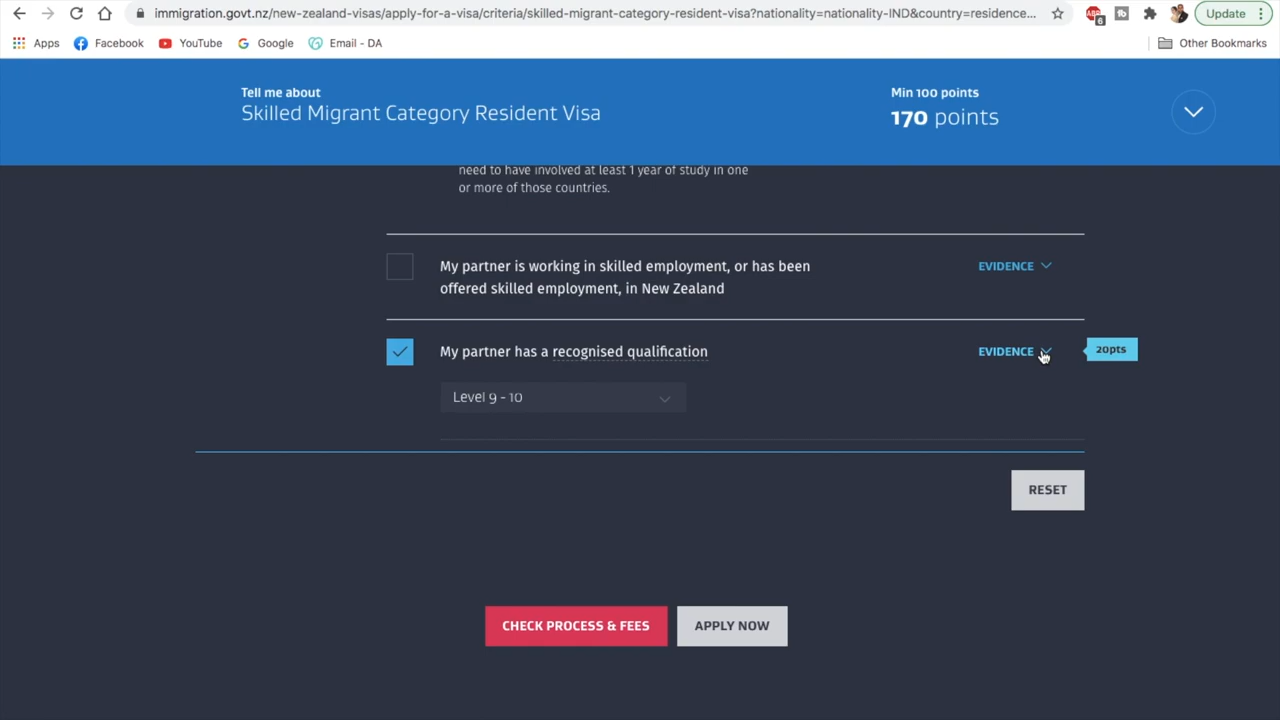 immigration.govt.nz/new-zealand-visas/apply-for-a-visa/criteria/skilled-migrant-category-resident-visa?nationality=nationality-IND&country=residence...
ABP
6
tb
Update
Apps
Facebook
YouTube
Google
Email - DA
Other Bookmarks
Tell me about
Skilled Migrant Category Resident Visa
Min 100 points
170 points
need to have involved at least 1 year of study in one
or more of those countries.
My partner is working in skilled employment, or has been
offered skilled employment, in New Zealand
EVIDENCE
My partner has a recognised qualification
EVIDENCE
20pts
Level 9 - 10
RESET
CHECK PROCESS & FEES
APPLY NOW